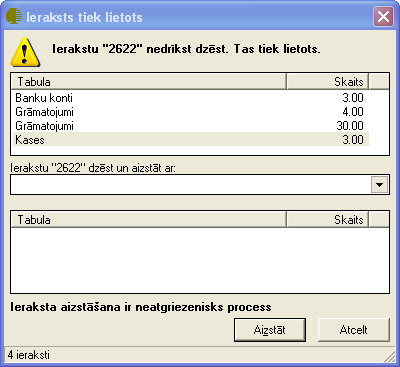 Ieraksts tiek lietots
Ierakstu "2622" nedrīkst dzēst. Tas tiek lietots.
Tabula Skaits
Banku konti 3.00
Grāmatojumi 4.00
Grāmatojumi 30.00
Kases 3.00
Ierakstu "2622" dzēst un aizstāt ar:
Tabula Skaits
Ieraksta aizstāšana ir neatgriezenisks process
Aizstāt Atcelt
4 ieraksti